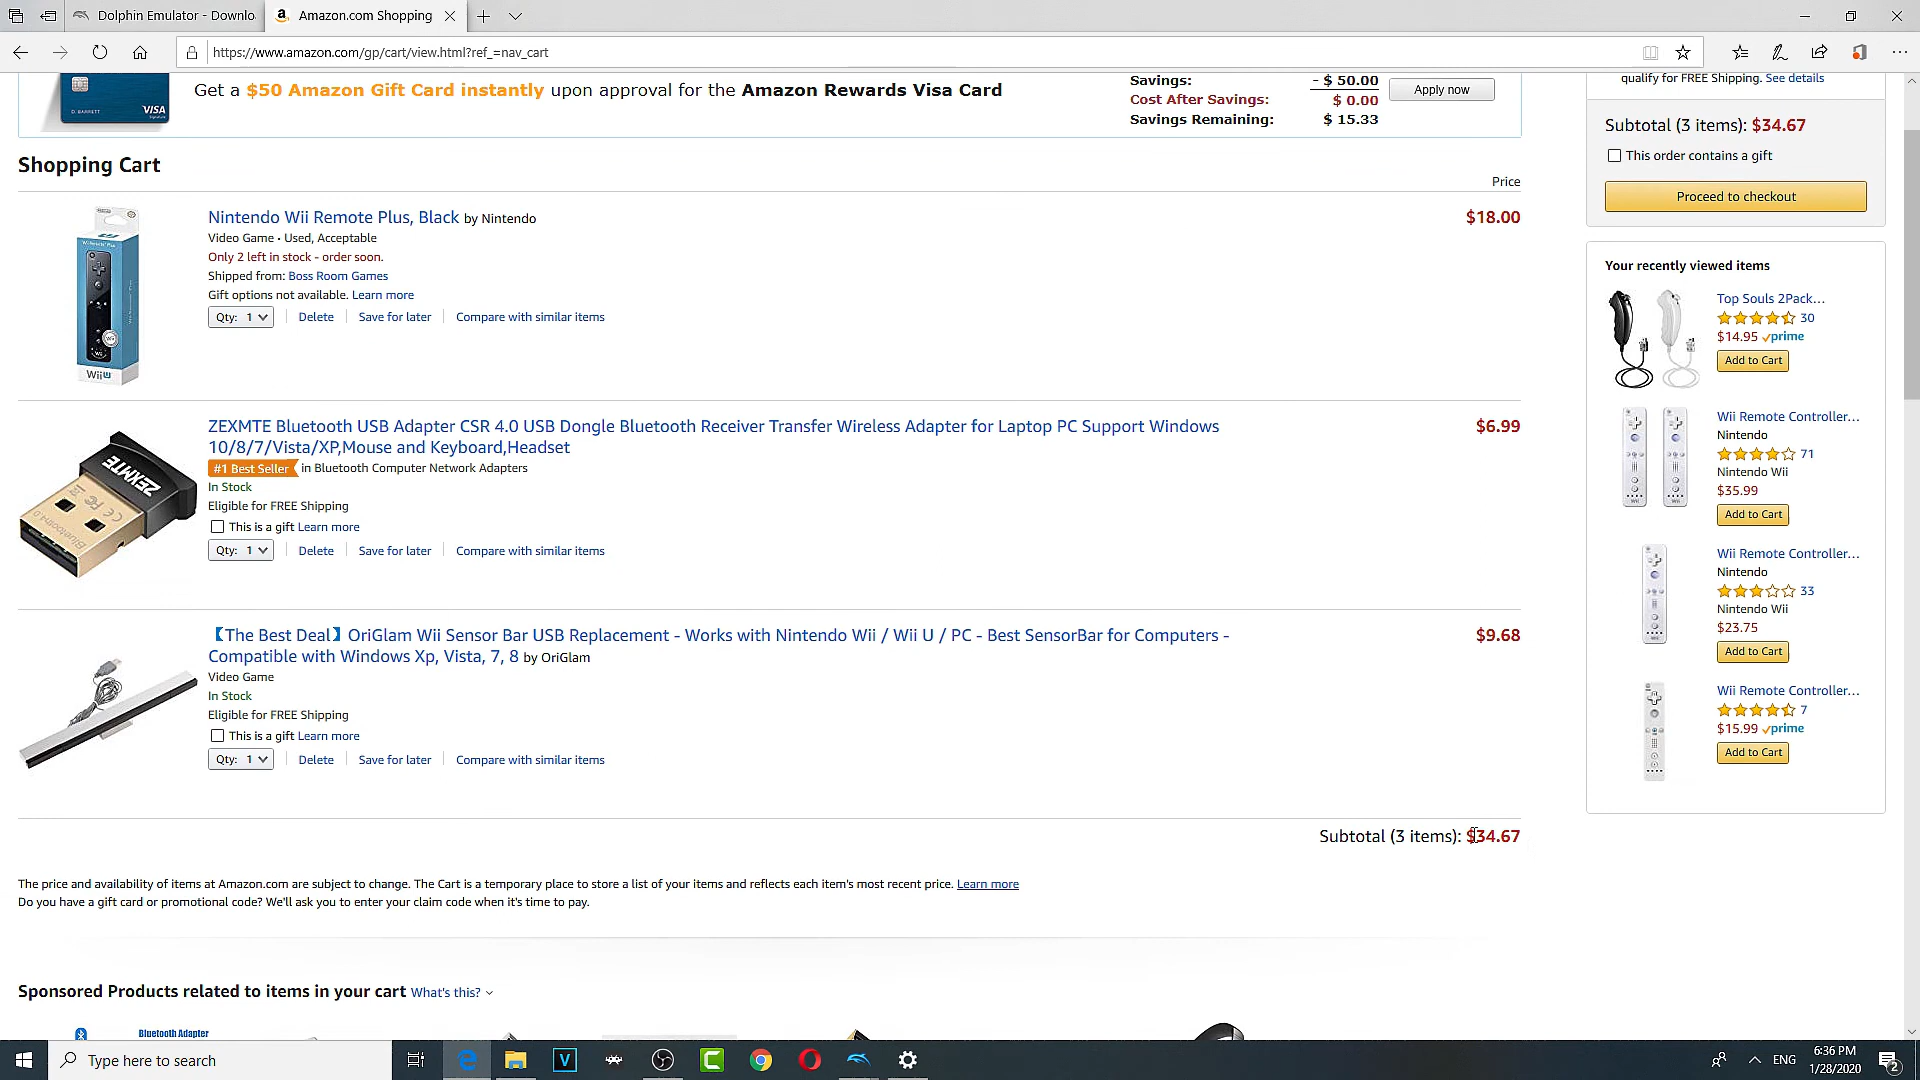 Dolphin Emulator - Downlo
Amazon.com Shopping
https://www.amazon.com/gp/cart/view.html?ref_=nav_cart
D. BARRETT
VISA
Signature
Get a $50 Amazon Gift Card instantly upon approval for the Amazon Rewards Visa Card
Savings: - $ 50.00
Cost After Savings: $ 0.00
Savings Remaining: $ 15.33
Apply now
qualify for FREE Shipping. See details
Subtotal (3 items): $34.67
This order contains a gift
Proceed to checkout
Shopping Cart
Price
Nintendo Wii Remote Plus, Black by Nintendo
$18.00
Video Game • Used, Acceptable
Only 2 left in stock - order soon.
Shipped from: Boss Room Games
Gift options not available. Learn more
Qty: 1 Delete Save for later Compare with similar items
Wii U
ZEXMTE Bluetooth USB Adapter CSR 4.0 USB Dongle Bluetooth Receiver Transfer Wireless Adapter for Laptop PC Support Windows
10/8/7/Vista/XP,Mouse and Keyboard,Headset
$6.99
#1 Best Seller in Bluetooth Computer Network Adapters
In Stock
Eligible for FREE Shipping
This is a gift Learn more
Qty: 1 Delete Save for later Compare with similar items
ZEXMTE
FC CE
Bluetooth4.0
【The Best Deal】OriGlam Wii Sensor Bar USB Replacement - Works with Nintendo Wii / Wii U / PC - Best SensorBar for Computers -
Compatible with Windows Xp, Vista, 7, 8 by OriGlam
$9.68
Video Game
In Stock
Eligible for FREE Shipping
This is a gift Learn more
Qty: 1 Delete Save for later Compare with similar items
Subtotal (3 items): $34.67
The price and availability of items at Amazon.com are subject to change. The Cart is a temporary place to store a list of your items and reflects each item's most recent price. Learn more
Do you have a gift card or promotional code? We'll ask you to enter your claim code when it's time to pay.
Sponsored Products related to items in your cart What's this?
Bluetooth Adapter
Your recently viewed items
Top Souls 2Pack...
30
$14.95 prime
Add to Cart
Wii Remote Controller...
Nintendo
71
Nintendo Wii
$35.99
Add to Cart
Wii Remote Controller...
Nintendo
33
Nintendo Wii
$23.75
Add to Cart
Wii Remote Controller...
7
$15.99 prime
Add to Cart
Type here to search
ENG
6:36 PM
1/28/2020
2